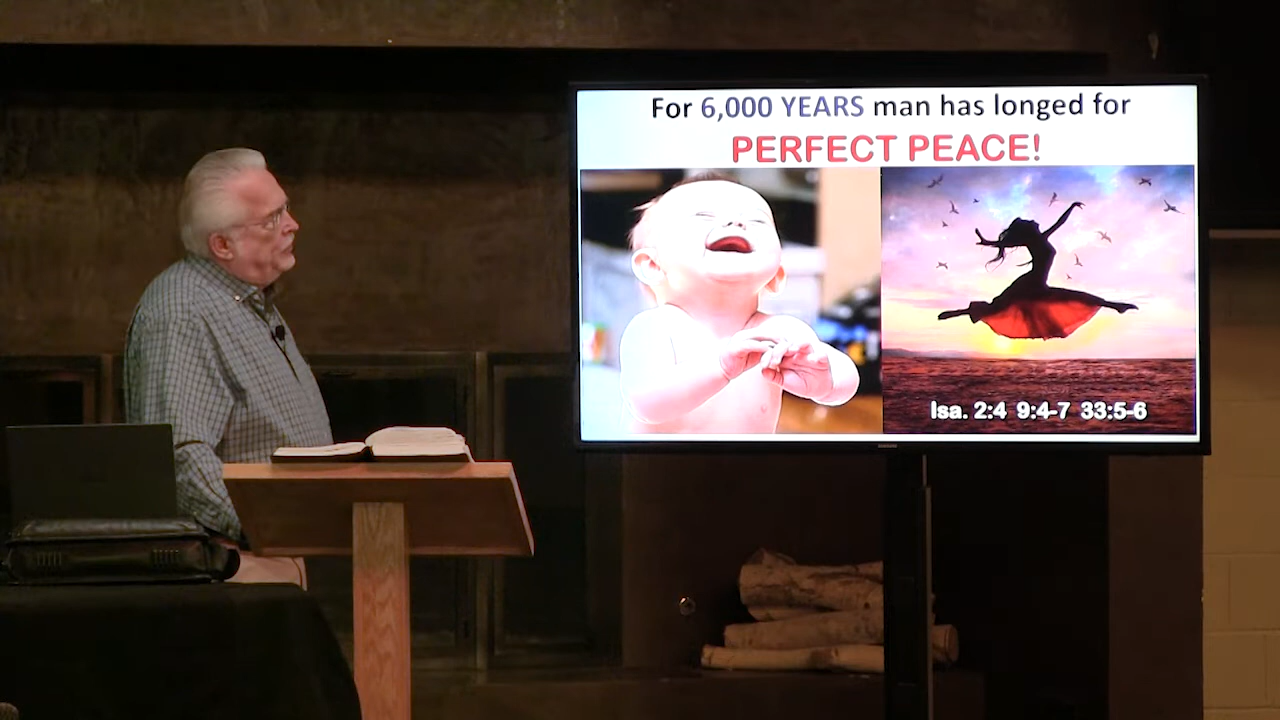 For 6,000 YEARS man has longed for
PERFECT PEACE!
Isa. 2:4 9:4-7 33:5-6